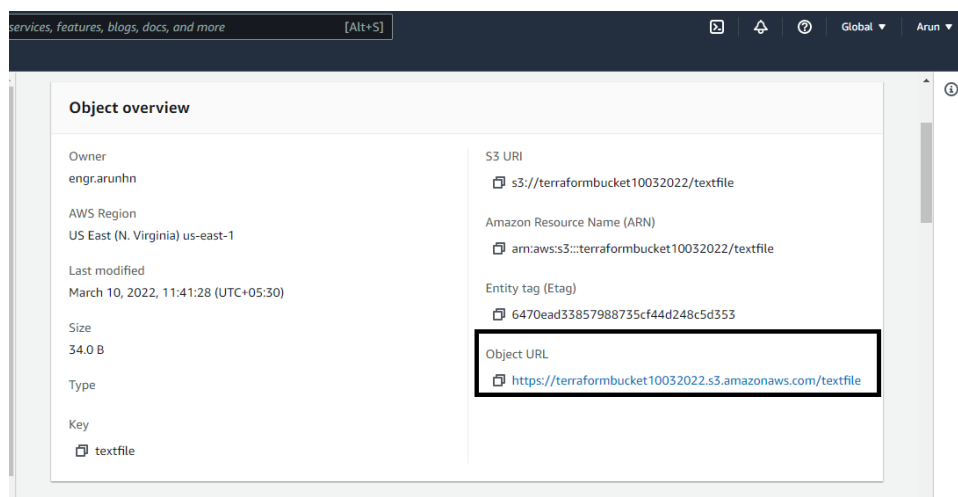 services, features, blogs, docs, and more [Alt+S] Global ▼ Arun ▼
Object overview
Owner
engr.arunhn
AWS Region
US East (N. Virginia) us-east-1
Last modified
March 10, 2022, 11:41:28 (UTC+05:30)
Size
34.0 B
Type
Key
textfile
S3 URI
s3://terraformbucket10032022/textfile
Amazon Resource Name (ARN)
arn:aws:s3:::terraformbucket10032022/textfile
Entity tag (Etag)
6470ead33857988735cf44d248c5d353
Object URL
https://terraformbucket10032022.s3.amazonaws.com/textfile